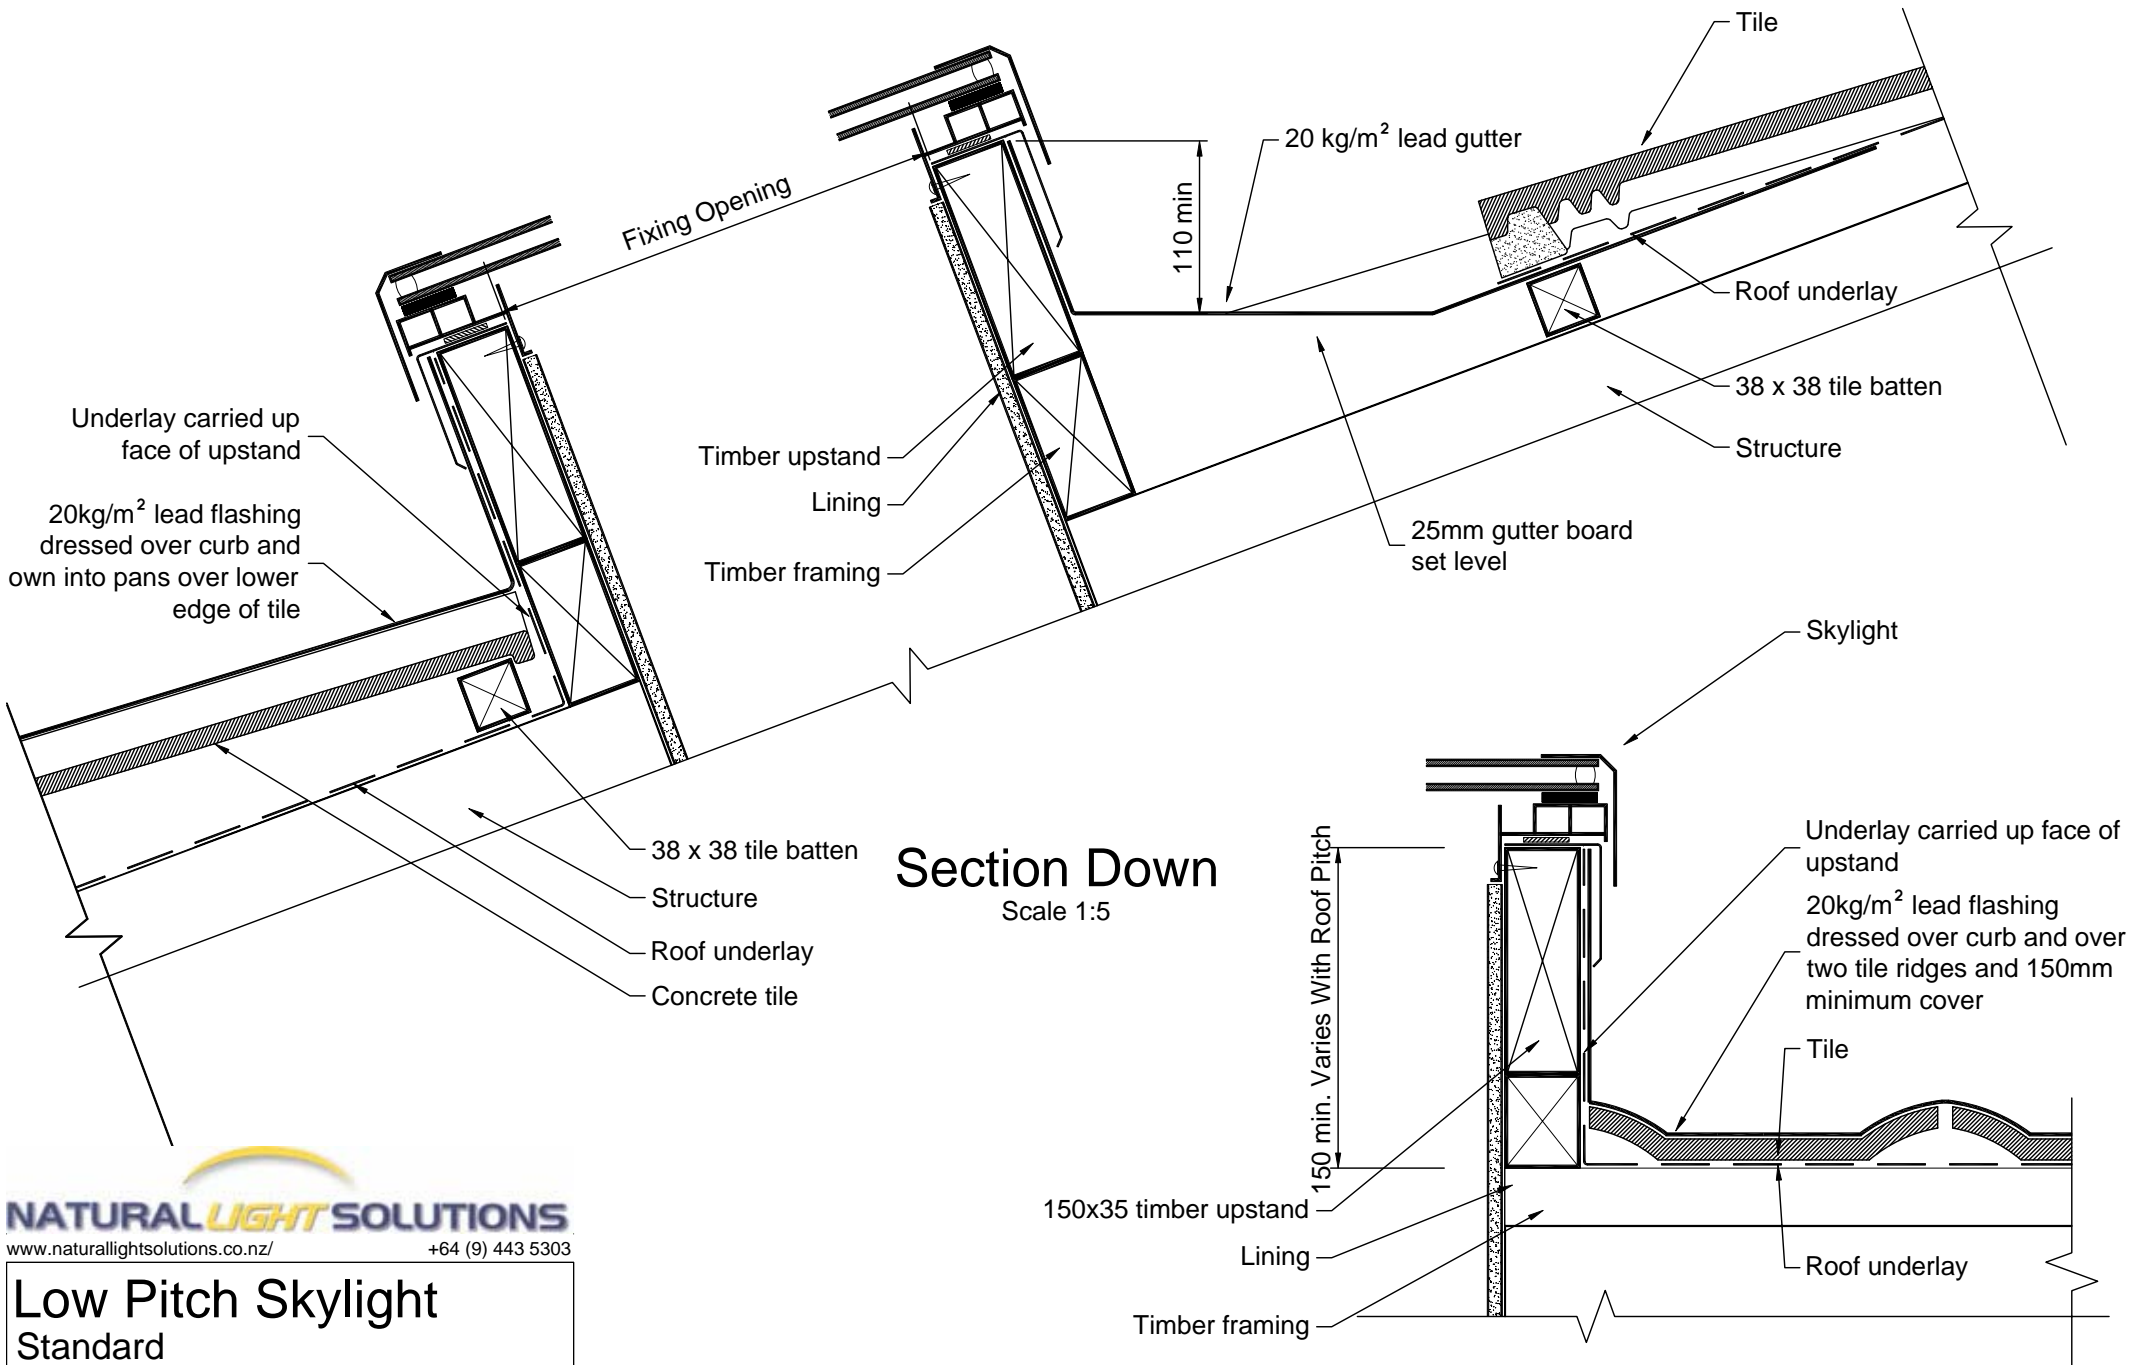 Tile
20 kg/m² lead gutter
Fixing Opening
110 min
Roof underlay
38 x 38 tile batten
Structure
Underlay carried up
face of upstand
20kg/m² lead flashing
dressed over curb and
own into pans over lower
edge of tile
Timber upstand
Lining
Timber framing
25mm gutter board
set level
38 x 38 tile batten
Structure
Roof underlay
Concrete tile
Section Down
Scale 1:5
Skylight
150 min. Varies With Roof Pitch
Underlay carried up face of
upstand
20kg/m² lead flashing
dressed over curb and over
two tile ridges and 150mm
minimum cover
Tile
150x35 timber upstand
Lining
Timber framing
Roof underlay
NATURAL LIGHT SOLUTIONS
www.naturallightsolutions.co.nz/ +64 (9) 443 5303
Low Pitch Skylight
Standard